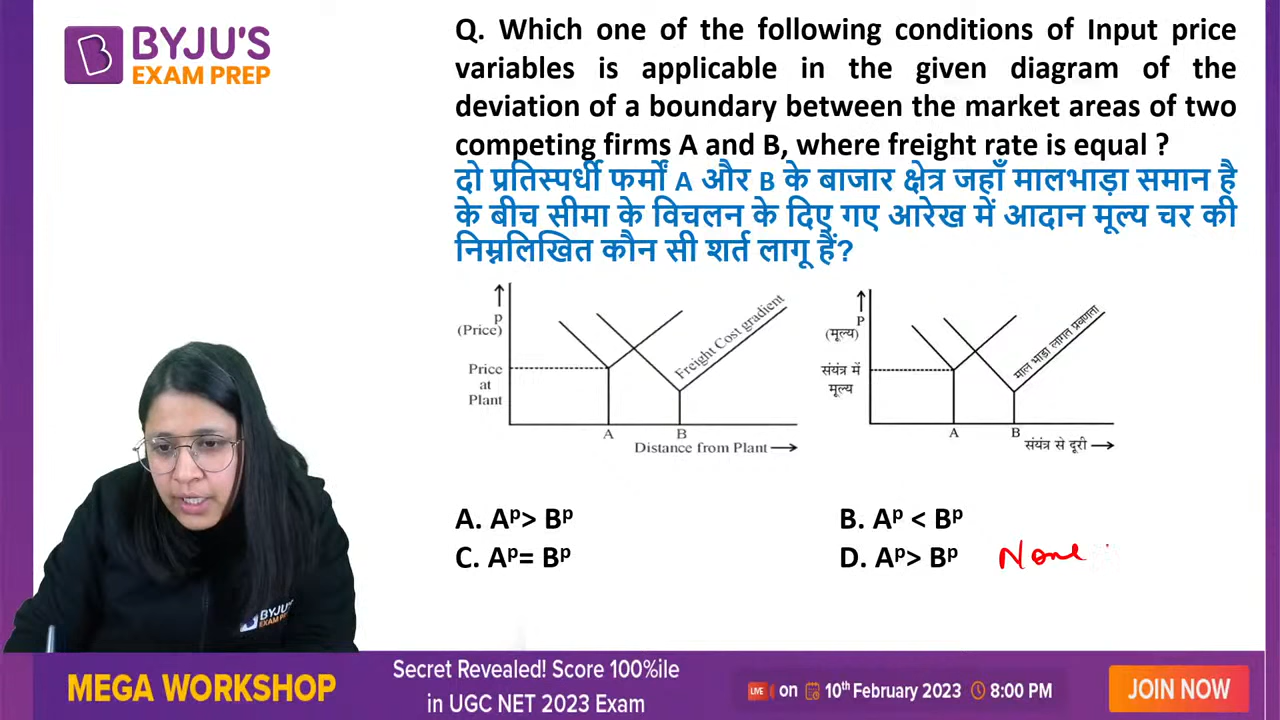 BYJU'S
EXAM PREP
Q. Which one of the following conditions of Input price
variables is applicable in the given diagram of the
deviation of a boundary between the market areas of two
competing firms A and B, where freight rate is equal ?
दो प्रतिस्पर्धी फर्मों A और B के बाजार क्षेत्र जहाँ मालभाड़ा समान है
के बीच सीमा के विचलन के दिए गए आरेख में आदान मूल्य चर की
निम्नलिखित कौन सी शर्त लागू हैं?
p
(Price)
Price
at
Plant
Freight Cost gradient
A
B
Distance from Plant
P
(मूल्य)
संयंत्र में
मूल्य
माल भाड़ा लागत प्रवणता
A
B
संयंत्र से दूरी
A. Aᵖ> Bᵖ
B. Aᵖ < Bᵖ
C. Aᵖ= Bᵖ
D. Aᵖ> Bᵖ
None
BYJU'S
EXAM PREP
MEGA WORKSHOP
Secret Revealed! Score 100%ile
in UGC NET 2023 Exam
LIVE on 10th February 2023 8:00 PM
JOIN NOW